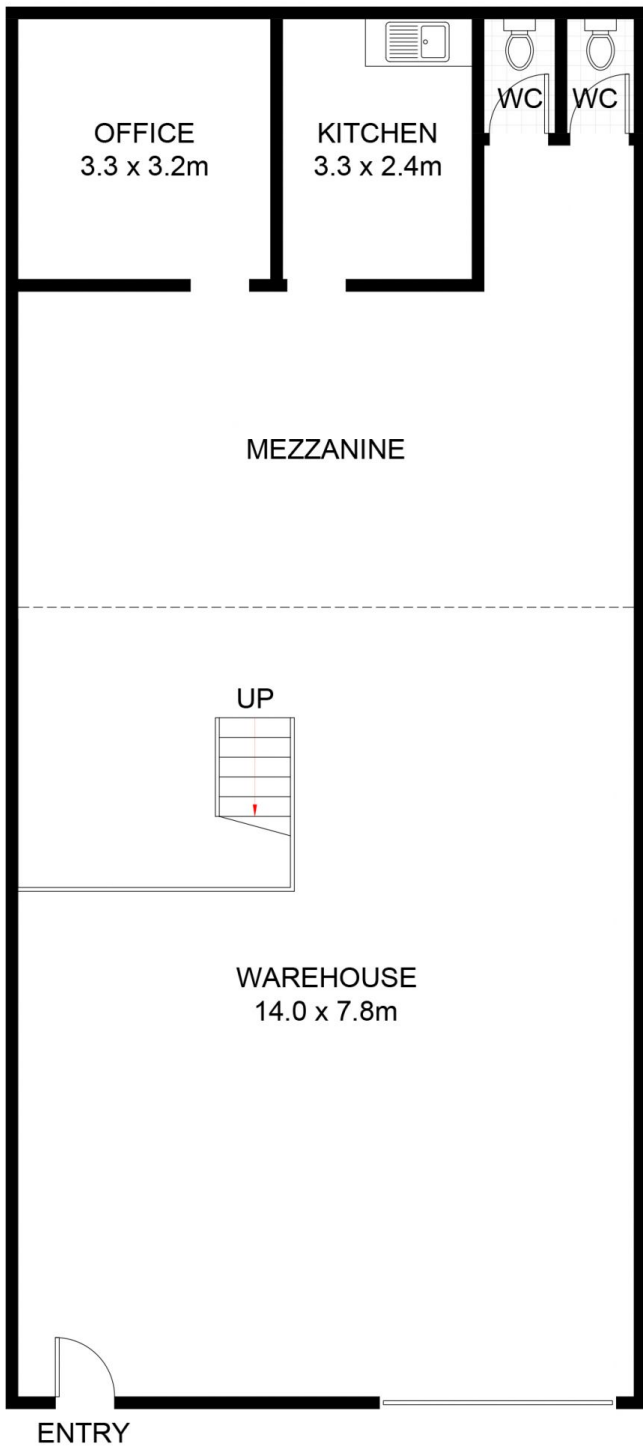 OFFICE
3.3 x 3.2m
KITCHEN
3.3 x 2.4m
WC
WC
MEZZANINE
UP
WAREHOUSE
14.0 x 7.8m
ENTRY